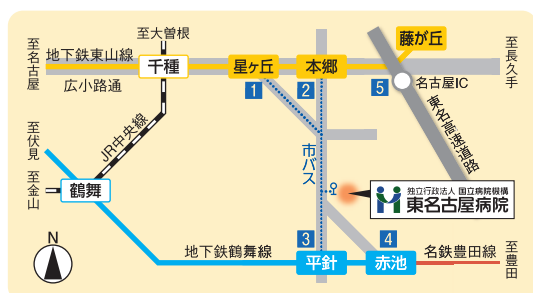 至大曽根
藤が丘
至名古屋
地下鉄東山線
千種
星ヶ丘
本郷
至長久手
広小路通
1
2
5
名古屋IC
至伏見
JR中央線
東名高速道路
市バス
至金山
鶴舞
独立行政法人 国立病院機構
東名古屋病院
N
3
4
地下鉄鶴舞線
平針
赤池
名鉄豊田線
至豊田